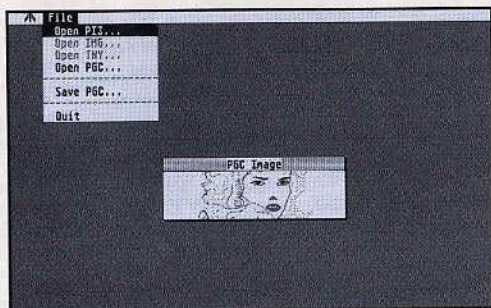 File
Open PI3...
Open IMG...
Open TNY...
Open PGC...
Save PGC...
Quit
PGC Image